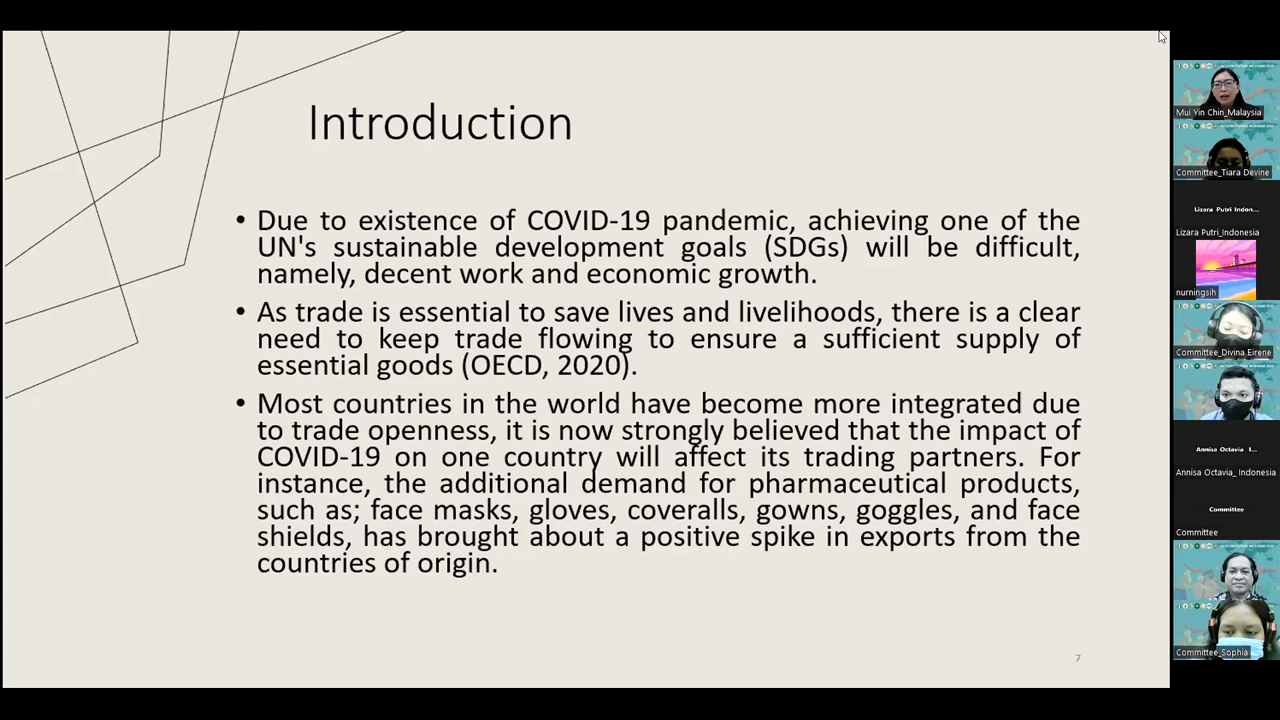 Introduction
• Due to existence of COVID-19 pandemic, achieving one of the
UN's sustainable development goals (SDGs) will be difficult,
namely, decent work and economic growth.
• As trade is essential to save lives and livelihoods, there is a clear
need to keep trade flowing to ensure a sufficient supply of
essential goods (OECD, 2020).
• Most countries in the world have become more integrated due
to trade openness, it is now strongly believed that the impact of
COVID-19 on one country will affect its trading partners. For
instance, the additional demand for pharmaceutical products,
such as; face masks, gloves, coveralls, gowns, goggles, and face
shields, has brought about a positive spike in exports from the
countries of origin.
7
Mui Yin Chin_Malaysia
Committee_Tiara Devine
Lizara Putri Indon...
Lizara Putri_Indonesia
nurningsih
Committee_Divina Eirene
Annisa Octavia_ I...
Annisa Octavia_ Indonesia
Committee
Committee
Committee_Sophia